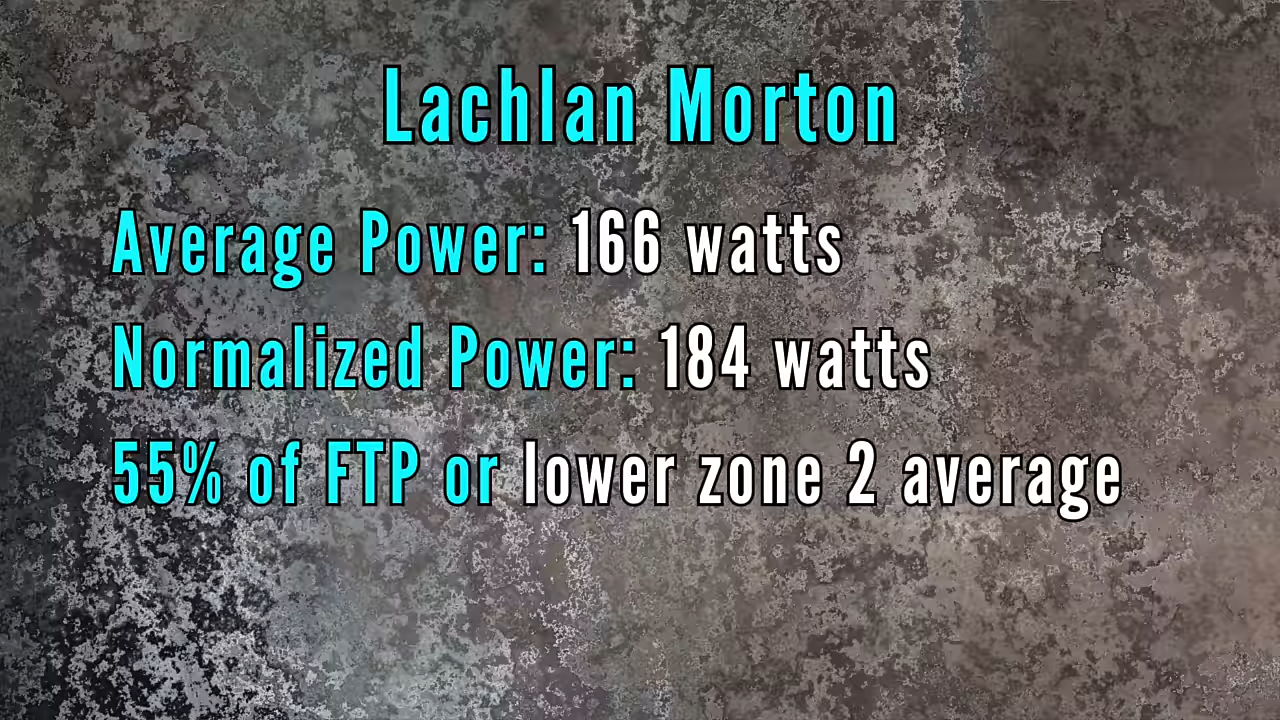 Lachlan Morton
Average Power: 166 watts
Normalized Power: 184 watts
55% of FTP or lower zone 2 average